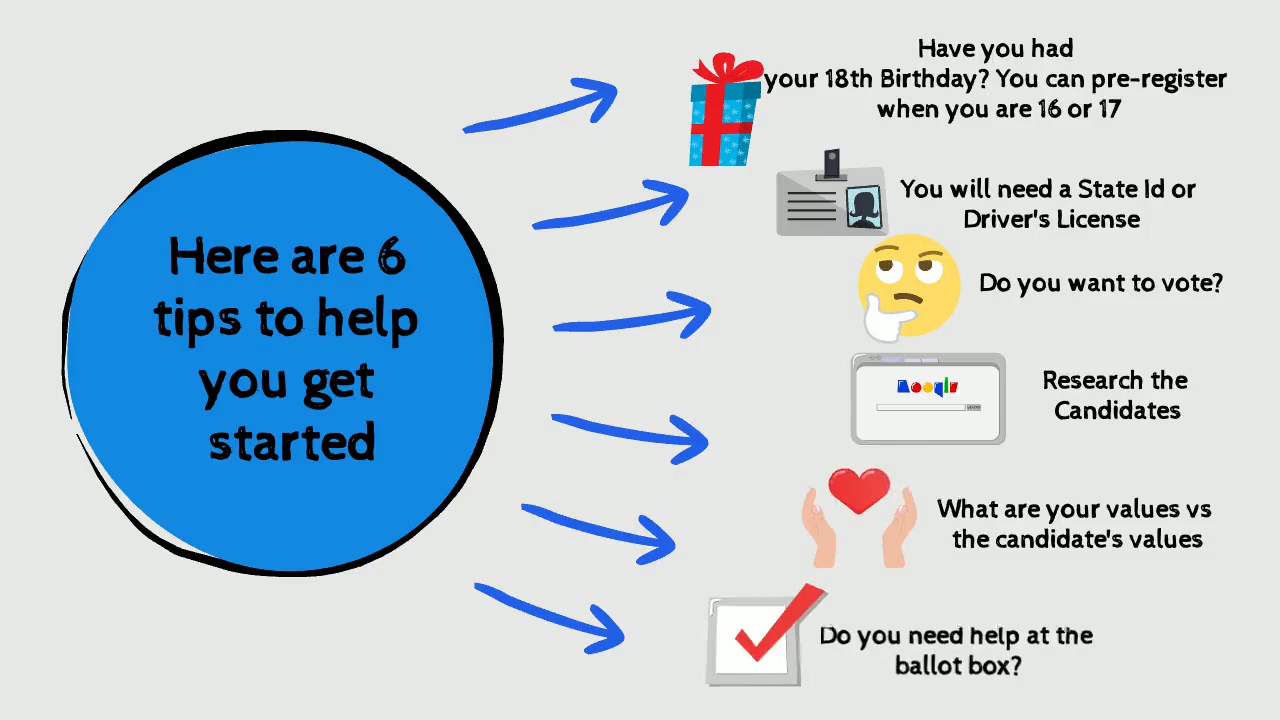 Here are 6
tips to help
you get
started
Have you had
your 18th Birthday? You can pre-register
when you are 16 or 17
You will need a State Id or
Driver's License
Do you want to vote?
Research the
Candidates
What are your values vs
the candidate's values
Do you need help at the
ballot box?